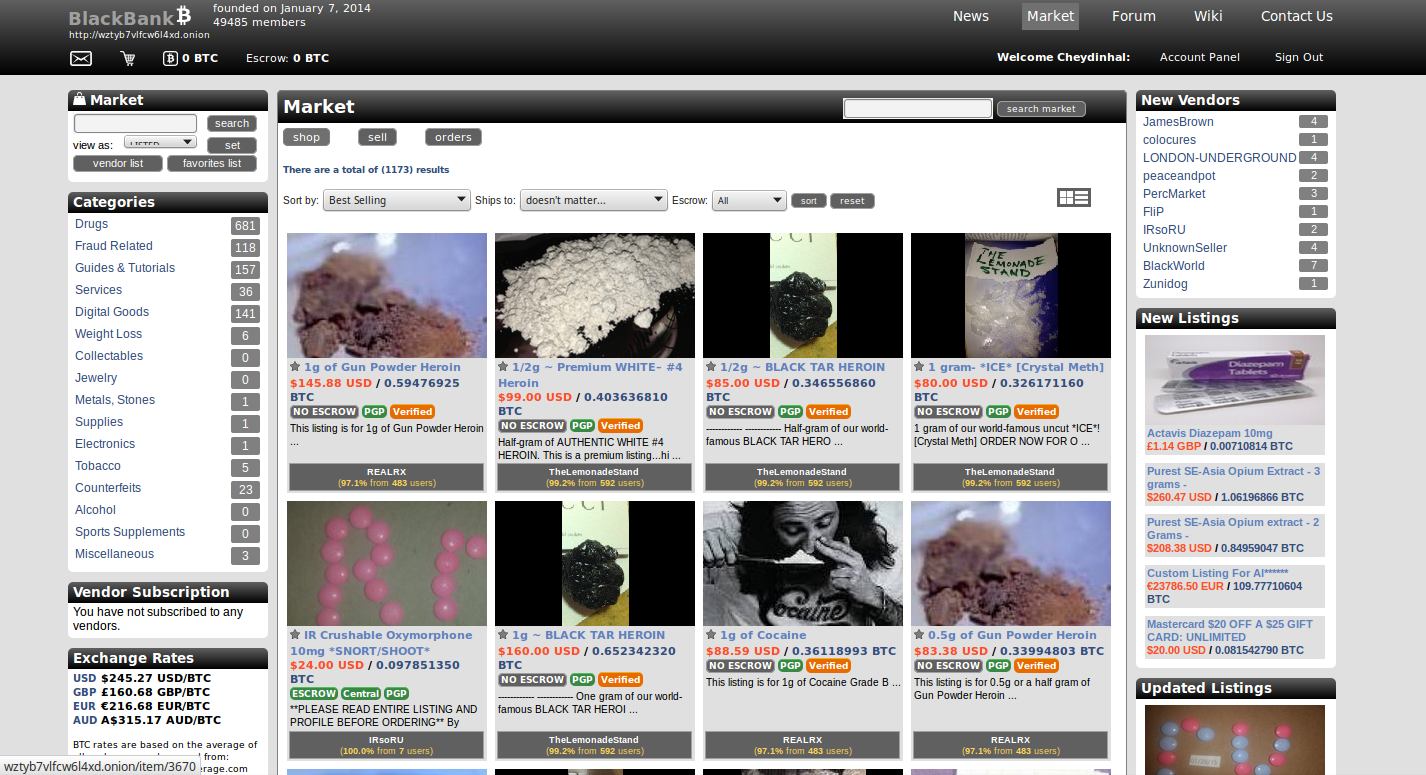 BlackBank
http://wztyb7vlfcw6l4xd.onion
founded on January 7, 2014
49485 members
News Market Forum Wiki Contact Us
0 BTC Escrow: 0 BTC
Welcome Cheydinhal: Account Panel Sign Out
Market
search
view as: LISTED set
vendor list favorites list
Categories
Drugs 681
Fraud Related 118
Guides & Tutorials 157
Services 36
Digital Goods 141
Weight Loss 6
Collectables 0
Jewelry 0
Metals, Stones 1
Supplies 1
Electronics 1
Tobacco 5
Counterfeits 23
Alcohol 0
Sports Supplements 0
Miscellaneous 3
Vendor Subscription
You have not subscribed to any
vendors.
Exchange Rates
USD $245.27 USD/BTC
GBP £160.68 GBP/BTC
EUR €216.68 EUR/BTC
AUD A$315.17 AUD/BTC
BTC rates are based on the average of
from:
erage.com
wztyb7vlfcw6l4xd.onion/item/3670
Market
search market
shop sell orders
There are a total of (1173) results
Sort by: Best Selling Ships to: doesn't matter... Escrow: All sort reset
1g of Gun Powder Heroin
$145.88 USD / 0.59476925
BTC
NO ESCROW PGP Verified
This listing is for 1g of Gun Powder Heroin
...
REALRX
(97.1% from 483 users)
1/2g ~ Premium WHITE~ #4
Heroin
$99.00 USD / 0.403636810
BTC
NO ESCROW PGP Verified
Half-gram of AUTHENTIC WHITE #4
HEROIN. This is a premium listing...hi ...
TheLemonadeStand
(99.2% from 592 users)
1/2g ~ BLACK TAR HEROIN
$85.00 USD / 0.346556860
BTC
NO ESCROW PGP Verified
------------ ------------ Half-gram of our world-
famous BLACK TAR HERO ...
TheLemonadeStand
(99.2% from 592 users)
THE
LEMONADE
STAND
1 gram- *ICE* [Crystal Meth]
$80.00 USD / 0.326171160
BTC
NO ESCROW PGP Verified
1 gram of our world-famous uncut *ICE*!
[Crystal Meth] ORDER NOW FOR O ...
TheLemonadeStand
(99.2% from 592 users)
IR Crushable Oxymorphone
10mg *SNORT/SHOOT*
$24.00 USD / 0.097851350
BTC
ESCROW Central PGP
**PLEASE READ ENTIRE LISTING AND
PROFILE BEFORE ORDERING** By
IRsoRU
(100.0% from 7 users)
1g ~ BLACK TAR HEROIN
$160.00 USD / 0.652342320
BTC
NO ESCROW PGP Verified
------------ ------------ One gram of our world-
famous BLACK TAR HEROI ...
TheLemonadeStand
(99.2% from 592 users)
Cocaine
1g of Cocaine
$88.59 USD / 0.36118993 BTC
NO ESCROW PGP Verified
This listing is for 1g of Cocaine Grade B ...
REALRX
(97.1% from 483 users)
0.5g of Gun Powder Heroin
$83.38 USD / 0.33994803 BTC
NO ESCROW PGP Verified
This listing is for 0.5g or a half gram of
Gun Powder Heroin ...
REALRX
(97.1% from 483 users)
New Vendors
JamesBrown 4
colocures 1
LONDON-UNDERGROUND 4
peaceandpot 2
PercMarket 3
FliP 1
IRsoRU 2
UnknownSeller 4
BlackWorld 7
Zunidog 1
New Listings
Diazepam
Tablets
Actavis Diazepam 10mg
£1.14 GBP / 0.00710814 BTC
Purest SE-Asia Opium Extract - 3
grams -
$260.47 USD / 1.06196866 BTC
Purest SE-Asia Opium extract - 2
Grams -
$208.38 USD / 0.84959047 BTC
Custom Listing For Al******
€23786.50 EUR / 109.77710604
BTC
Mastercard $20 OFF A $25 GIFT
CARD: UNLIMITED
$20.00 USD / 0.081542790 BTC
Updated Listings